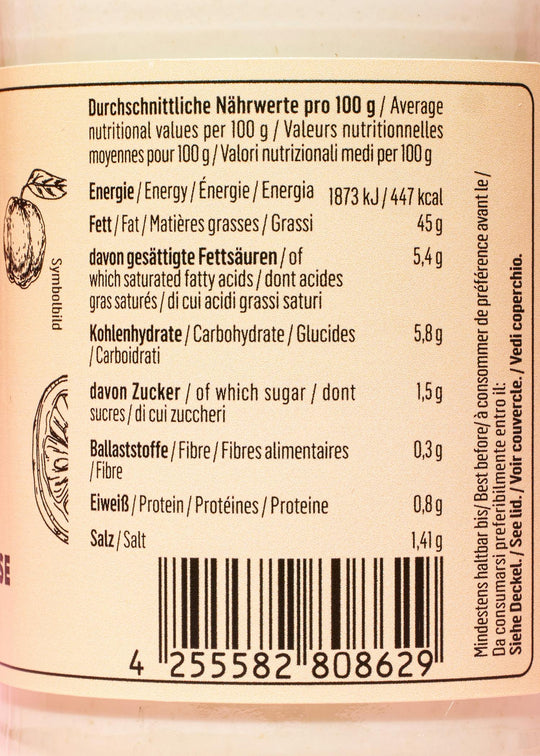 Durchschnittliche Nährwerte pro 100 g / Average
nutritional values per 100 g / Valeurs nutritionnelles
moyennes pour 100 g / Valori nutrizionali medi per 100 g
Energie / Energy / Énergie / Energia 1873 kJ / 447 kcal
Fett / Fat / Matières grasses / Grassi 45 g
davon gesättigte Fettsäuren / of 5,4 g
which saturated fatty acids / dont acides
gras saturés / di cui acidi grassi saturi
Kohlenhydrate / Carbohydrate / Glucides 5,8 g
/ Carboidrati
davon Zucker / of which sugar / dont 1,5 g
sucres / di cui zuccheri
Ballaststoffe / Fibre / Fibres alimentaires 0,3 g
/ Fibre
Eiweiß / Protein / Protéines / Proteine 0,8 g
Salz / Salt 1,41 g
4 255582 808629
Symbolbild
SE
Mindestens haltbar bis/ Best before/ à consommer de préférence avant le /
Da consumarsi preferibilmente entro il:
Siehe Deckel. / See lid. / Voir couvercle. / Vedi coperchio.